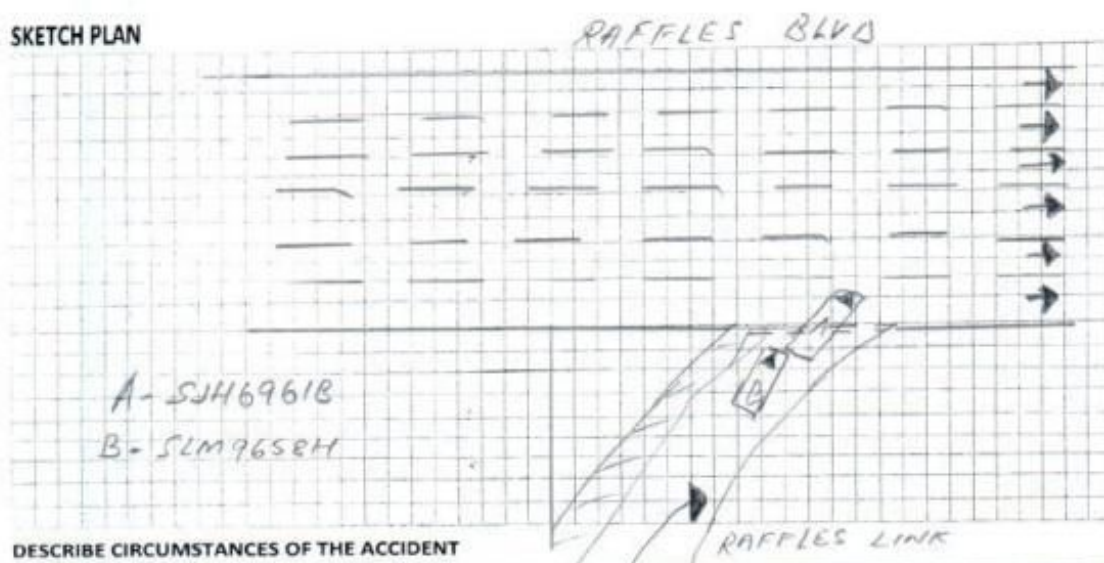 SKETCH PLAN
RAFFLES BLVD
A
B
A - SJH6961B
B - SLM9658H
RAFFLES LINK
DESCRIBE CIRCUMSTANCES OF THE ACCIDENT